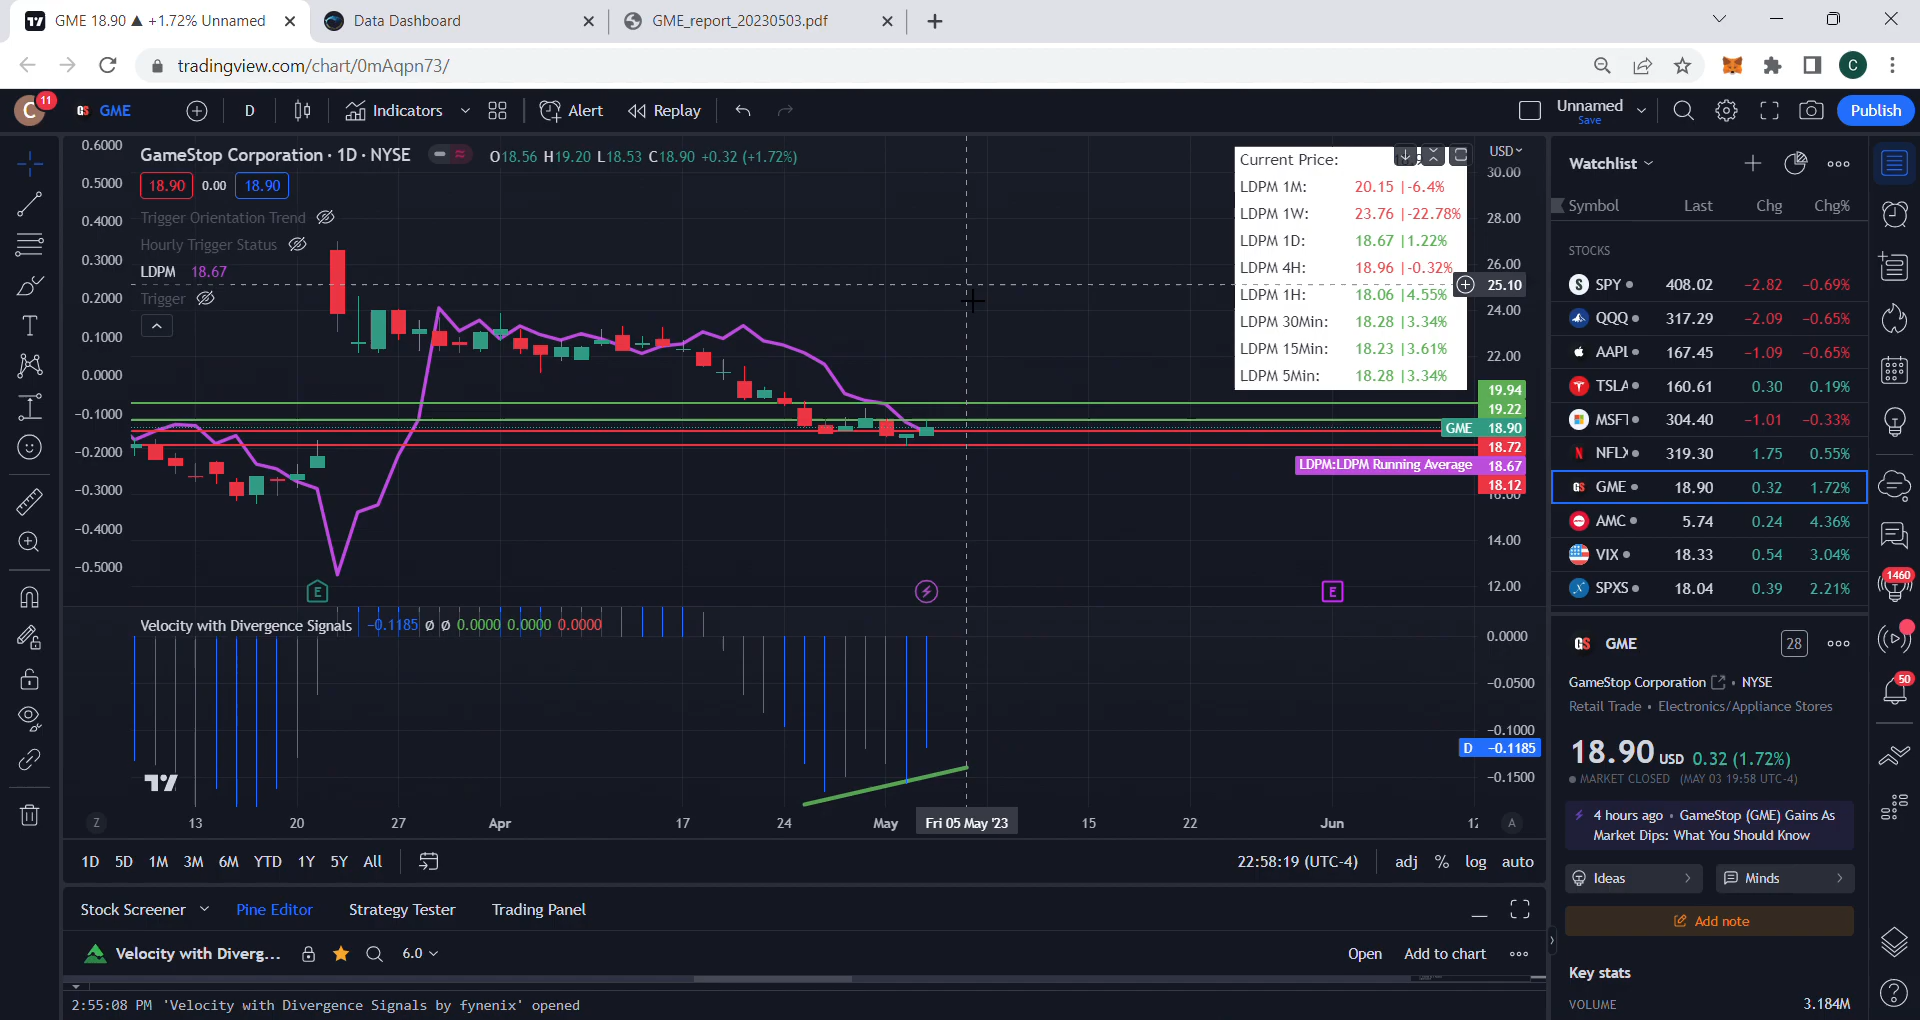 GME 18.90 ▲ +1.72% Unnamed
Data Dashboard
GME_report_20230503.pdf
tradingview.com/chart/0mAqpn73/
C
C
11
GS GME
D
Indicators
Alert
Replay
Unnamed
Save
Publish
GameStop Corporation · 1D · NYSE
O18.56 H19.20 L18.53 C18.90 +0.32 (+1.72%)
18.90 0.00 18.90
Trigger Orientation Trend
Hourly Trigger Status
LDPM 18.67
Trigger
0.6000
0.5000
0.4000
0.3000
0.2000
0.1000
0.0000
-0.1000
-0.2000
-0.3000
-0.4000
-0.5000
Current Price:
LDPM 1M: 20.15 |-6.4%
LDPM 1W: 23.76 |-22.78%
LDPM 1D: 18.67 |1.22%
LDPM 4H: 18.96 |-0.32%
LDPM 1H: 18.06 |4.55%
LDPM 30Min: 18.28 |3.34%
LDPM 15Min: 18.23 |3.61%
LDPM 5Min: 18.28 |3.34%
USD
30.00
28.00
26.00
25.10
24.00
22.00
19.94
19.22
GME 18.90
18.72
LDPM:LDPM Running Average 18.67
18.12
16.00
14.00
12.00
E
E
Velocity with Divergence Signals -0.1185 Ø Ø 0.0000 0.0000 0.0000
0.0000
-0.0500
-0.1000
D -0.1185
-0.1500
Z
13 20 27 Apr 17 24 May Fri 05 May '23 15 22 Jun 12
A
1D 5D 1M 3M 6M YTD 1Y 5Y All
22:58:19 (UTC-4) adj % log auto
Stock Screener Pine Editor Strategy Tester Trading Panel
Velocity with Diverg... 6.0
Open Add to chart
2:55:08 PM 'Velocity with Divergence Signals by fynenix' opened
Watchlist
Symbol Last Chg Chg%
STOCKS
S SPY 408.02 -2.82 -0.69%
QQQ 317.29 -2.09 -0.65%
AAPL 167.45 -1.09 -0.65%
TSLA 160.61 0.30 0.19%
MSFT 304.40 -1.01 -0.33%
N NFLX 319.30 1.75 0.55%
GS GME 18.90 0.32 1.72%
AMC 5.74 0.24 4.36%
VIX 18.33 0.54 3.04%
SPXS 18.04 0.39 2.21%
GS GME
28
GameStop Corporation · NYSE
Retail Trade · Electronics/Appliance Stores
18.90 USD 0.32 (1.72%)
MARKET CLOSED (MAY 03 19:58 UTC-4)
4 hours ago · GameStop (GME) Gains As
Market Dips: What You Should Know
Ideas
Minds
Add note
Key stats
VOLUME 3.184M
1460
50